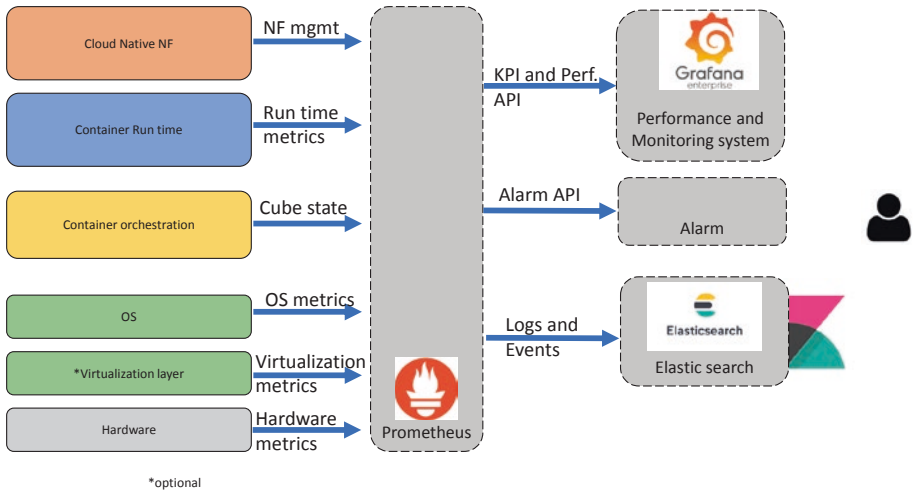 Cloud Native NF
NF mgmt
Container Run time
Run time
metrics
Container orchestration
Cube state
OS
OS metrics
*Virtualization layer
Virtualization
metrics
Hardware
Hardware
metrics
*optional
Prometheus
KPI and Perf.
API
Grafana
enterprise
Performance and
Monitoring system
Alarm API
Alarm
Logs and
Events
Elasticsearch
Elastic search